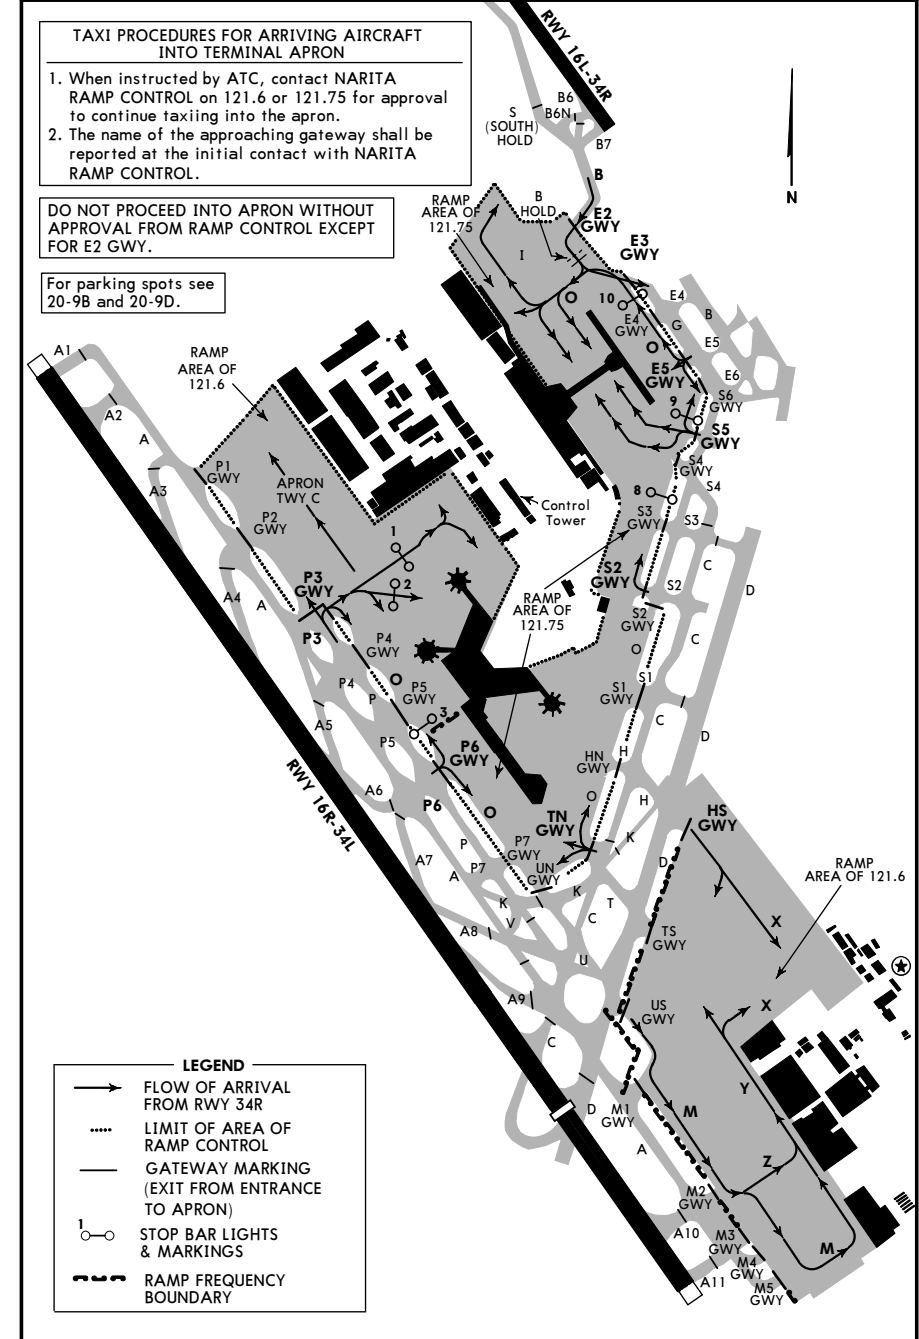 TAXI PROCEDURES FOR ARRIVING AIRCRAFT
INTO TERMINAL APRON
1. When instructed by ATC, contact NARITA
RAMP CONTROL on 121.6 or 121.75 for approval
to continue taxiing into the apron.
2. The name of the approaching gateway shall be
reported at the initial contact with NARITA
RAMP CONTROL.
DO NOT PROCEED INTO APRON WITHOUT
APPROVAL FROM RAMP CONTROL EXCEPT
FOR E2 GWY.
For parking spots see
20-9B and 20-9D.
RWY 16L-34R
B6
B6N
S
(SOUTH)
HOLD
B7
B
N
RAMP
AREA OF
121.75
B
HOLD
E2
GWY
E3
GWY
I
O
10
E4
GWY
E4
G
B
O
E5
E5
GWY
E6
9
S6
GWY
S5
GWY
S4
GWY
S4
8
S3
GWY
S3
C
S2
GWY
S2
D
S2
GWY
O
C
S1
S1
GWY
C
D
HN
GWY
H
O
H
K
TN
GWY
A1
A2
A
A3
RAMP
AREA OF
121.6
P1
GWY
APRON
TWY C
P2
GWY
Control
Tower
1
2
P3
GWY
A4
A
P3
P4
GWY
RAMP
AREA OF
121.75
P4
P
O
P5
GWY
A5
P5
3
P6
GWY
RWY 16R-34L
A6
P6
O
P
P7
GWY
A7
A
P7
UN
GWY
K
K
V
C
T
A8
U
A9
C
D
HS
GWY
D
RAMP
AREA OF 121.6
X
TS
GWY
US
GWY
X
M1
GWY
M
Y
A
Z
M2
GWY
A10
M3
GWY
M
M4
GWY
A11
M5
GWY
LEGEND
FLOW OF ARRIVAL
FROM RWY 34R
LIMIT OF AREA OF
RAMP CONTROL
GATEWAY MARKING
(EXIT FROM ENTRANCE
TO APRON)
1
STOP BAR LIGHTS
& MARKINGS
RAMP FREQUENCY
BOUNDARY